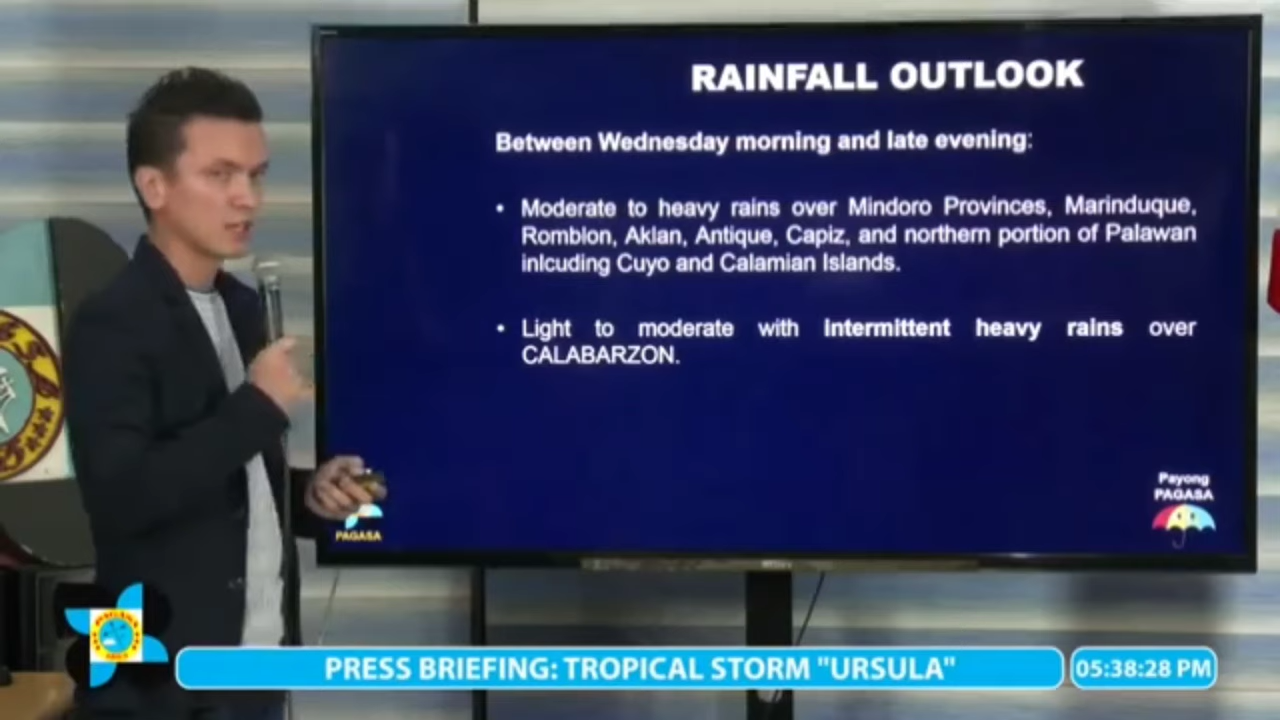 RAINFALL OUTLOOK
Between Wednesday morning and late evening:
• Moderate to heavy rains over Mindoro Provinces, Marinduque,
Romblon, Aklan, Antique, Capiz, and northern portion of Palawan
inlcuding Cuyo and Calamian Islands.
• Light to moderate with intermittent heavy rains over
CALABARZON.
Payong
PAGASA
PAGASA
PRESS BRIEFING: TROPICAL STORM "URSULA"
05:38:28 PM